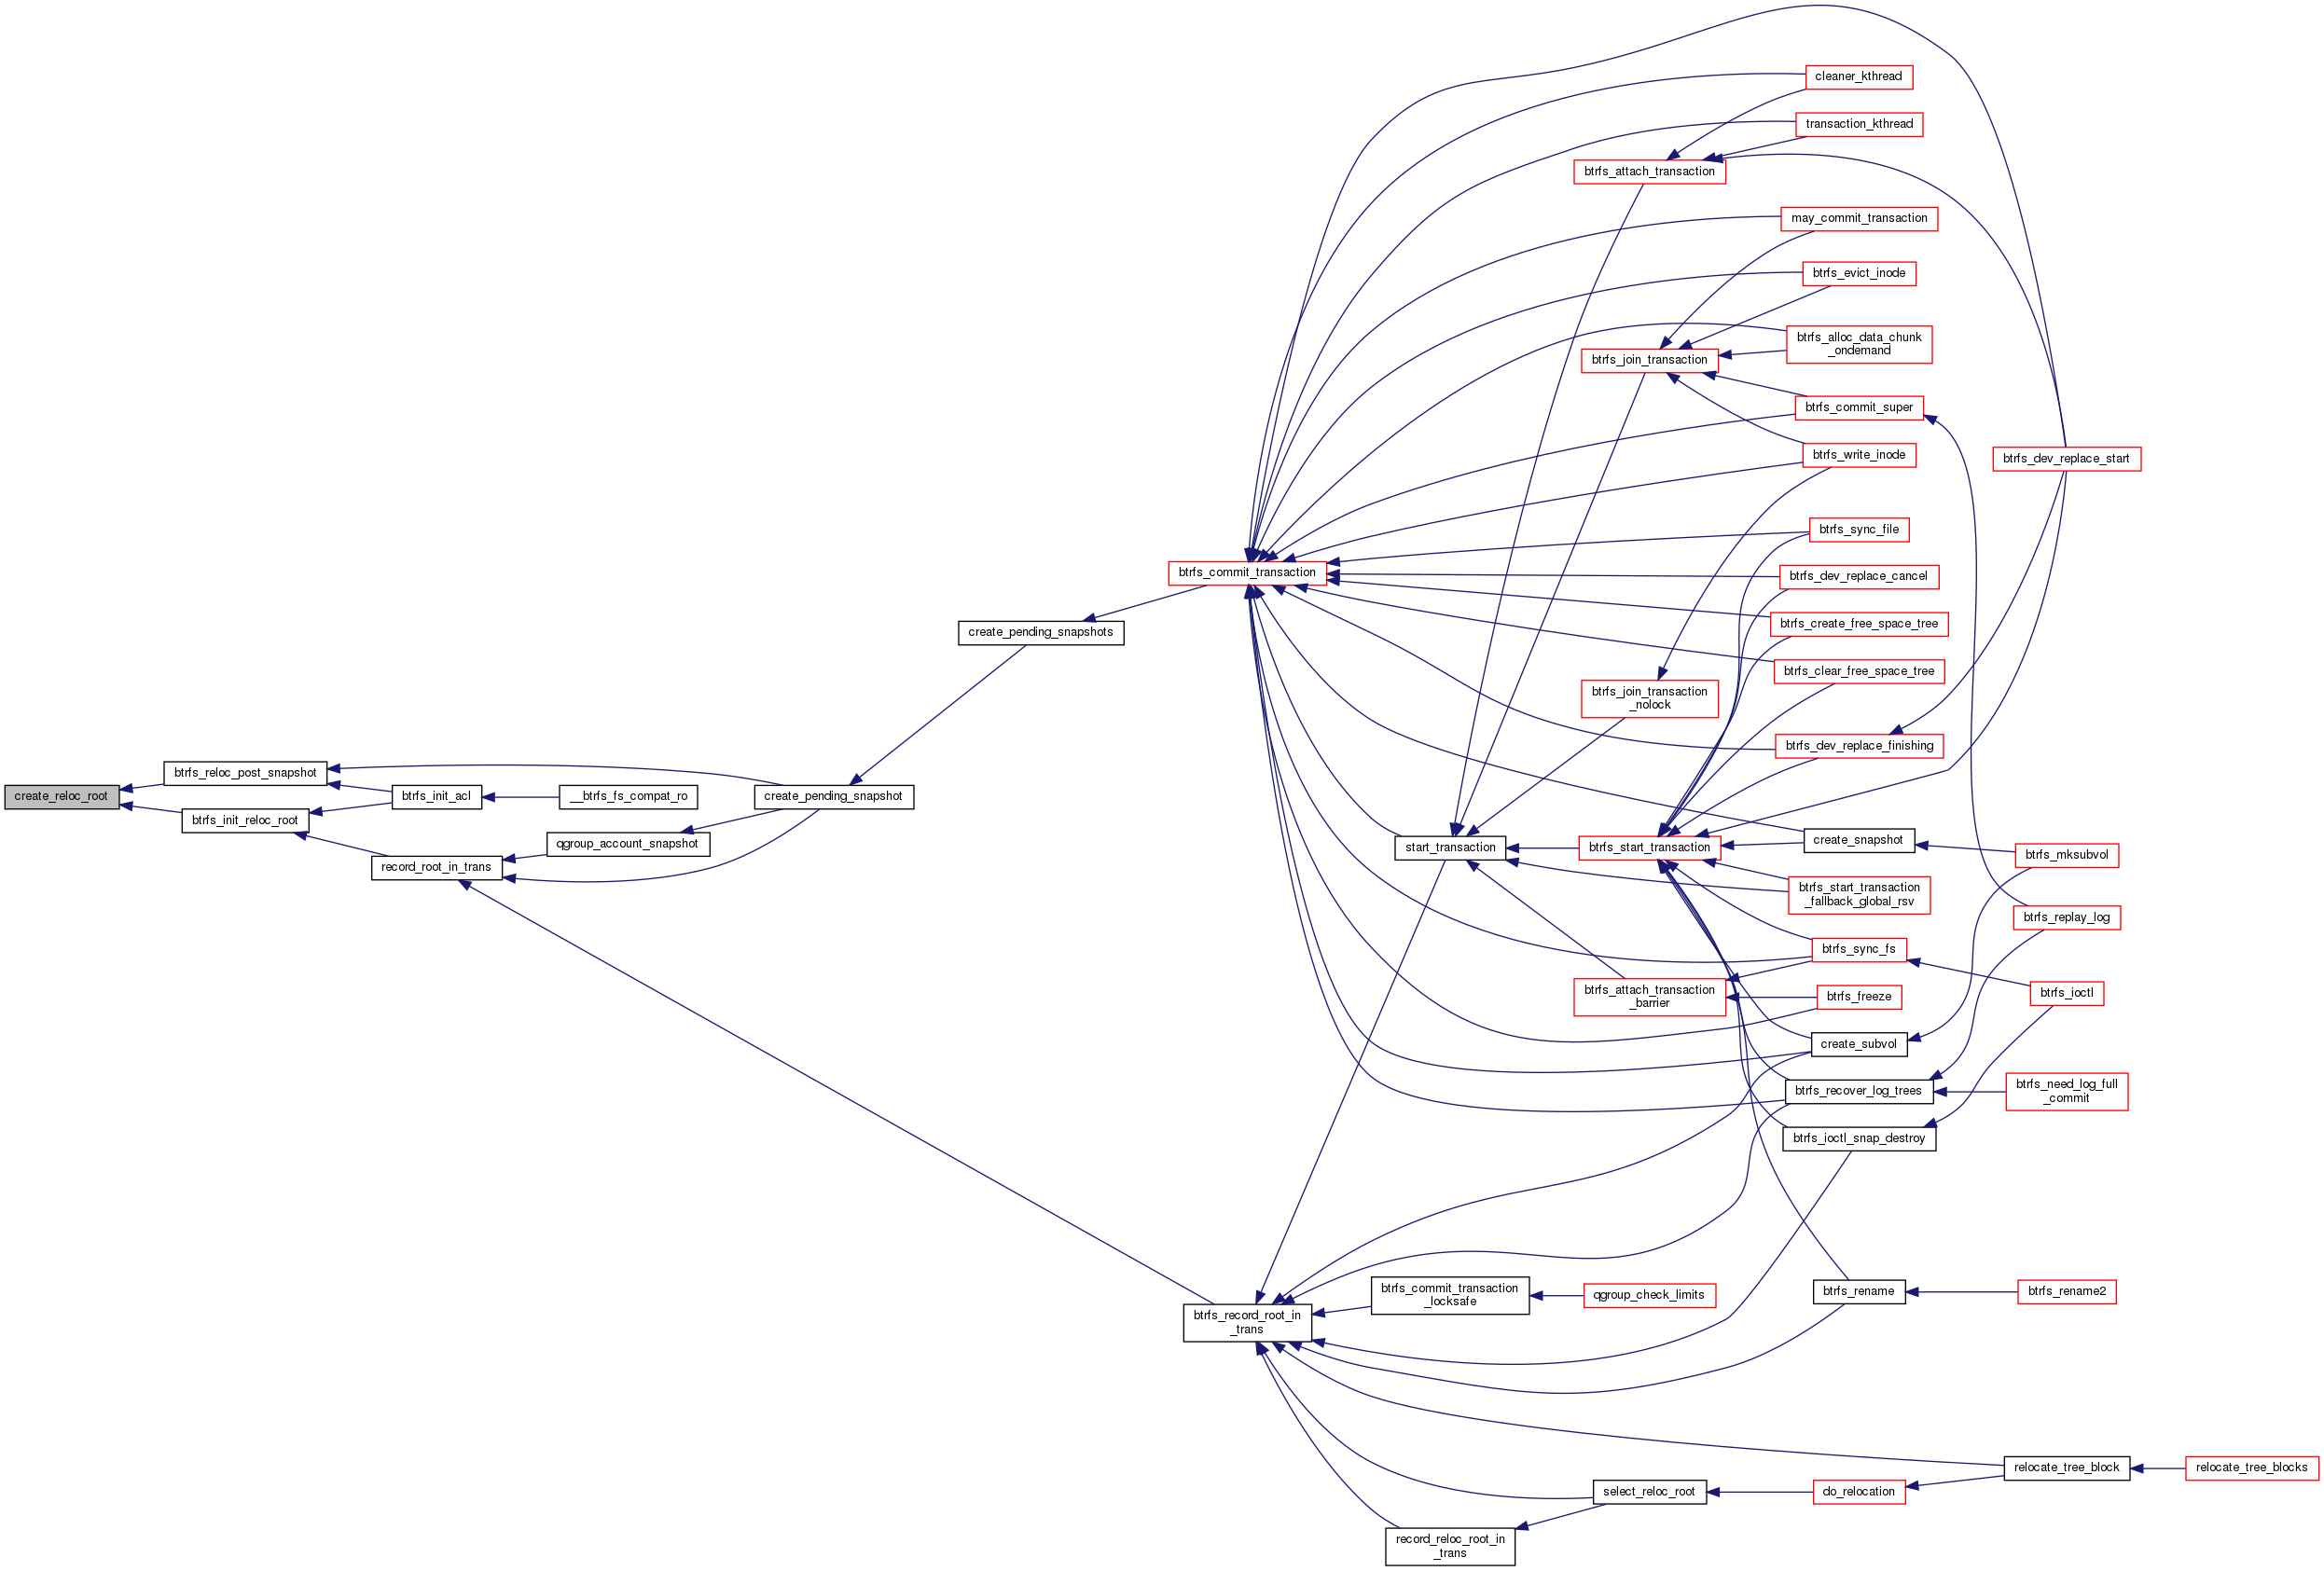 cleaner_kthread
transaction_kthread
btrfs_attach_transaction
may_commit_transaction
btrfs_evict_inode
btrfs_alloc_data_chunk
_ondemand
btrfs_join_transaction
btrfs_commit_super
btrfs_write_inode
btrfs_dev_replace_start
btrfs_sync_file
btrfs_commit_transaction
btrfs_dev_replace_cancel
create_pending_snapshots
btrfs_create_free_space_tree
btrfs_clear_free_space_tree
btrfs_join_transaction
_nolock
btrfs_dev_replace_finishing
btrfs_reloc_post_snapshot
create_reloc_root
btrfs_init_acl
__btrfs_fs_compat_ro
create_pending_snapshot
btrfs_init_reloc_root
qgroup_account_snapshot
record_root_in_trans
start_transaction
btrfs_start_transaction
create_snapshot
btrfs_mksubvol
btrfs_start_transaction
_fallback_global_rsv
btrfs_replay_log
btrfs_sync_fs
btrfs_attach_transaction
_barrier
btrfs_freeze
btrfs_ioctl
create_subvol
btrfs_recover_log_trees
btrfs_need_log_full
_commit
btrfs_ioctl_snap_destroy
btrfs_commit_transaction
_locksafe
qgroup_check_limits
btrfs_rename
btrfs_rename2
btrfs_record_root_in
_trans
relocate_tree_block
relocate_tree_blocks
select_reloc_root
do_relocation
record_reloc_root_in
_trans